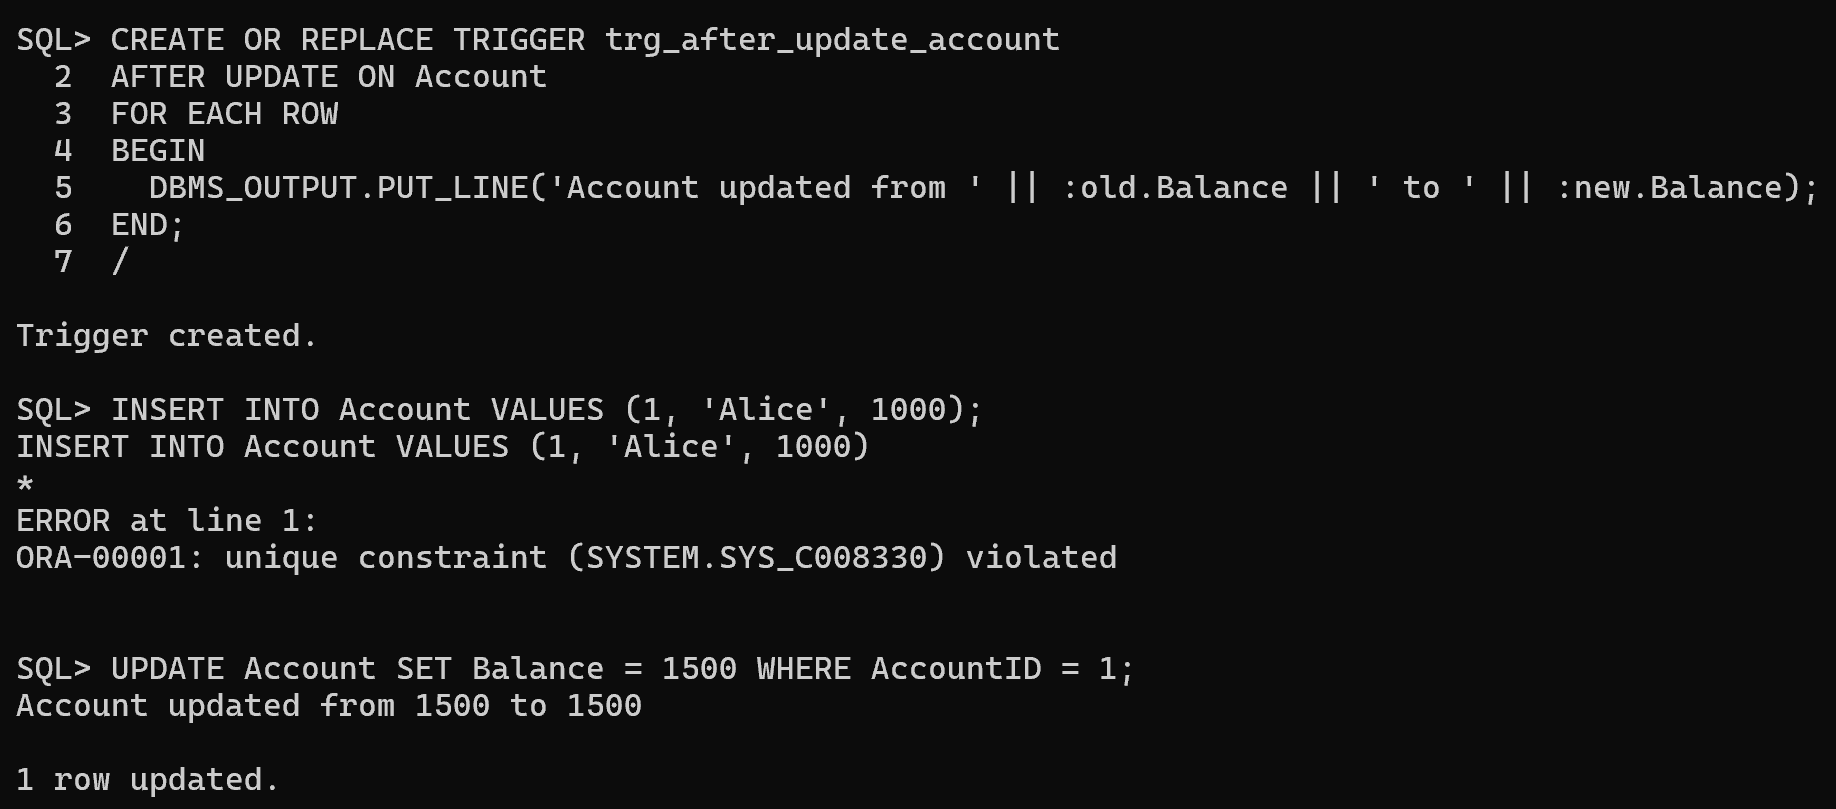 SQL> CREATE OR REPLACE TRIGGER trg_after_update_account
  2  AFTER UPDATE ON Account
  3  FOR EACH ROW
  4  BEGIN
  5    DBMS_OUTPUT.PUT_LINE('Account updated from ' || :old.Balance || ' to ' || :new.Balance);
  6  END;
  7  /
Trigger created.
SQL> INSERT INTO Account VALUES (1, 'Alice', 1000);
INSERT INTO Account VALUES (1, 'Alice', 1000)
*
ERROR at line 1:
ORA-00001: unique constraint (SYSTEM.SYS_C008330) violated
SQL> UPDATE Account SET Balance = 1500 WHERE AccountID = 1;
Account updated from 1500 to 1500
1 row updated.